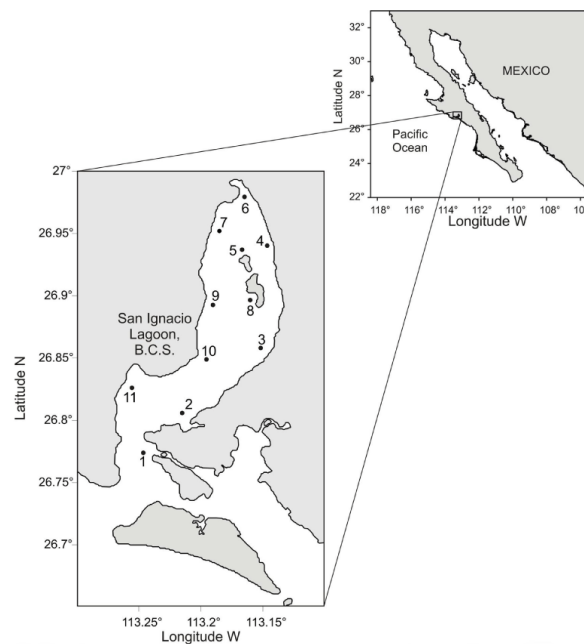 32°
30°
28°
26°
24°
22°
Latitude N
MEXICO
Pacific
Ocean
118° 116° 114° 112° 110° 108° 106°
Longitude W
27°
26.95°
26.9°
26.85°
26.8°
26.75°
26.7°
Latitude N
6
7
4
5
9
8
San Ignacio
Lagoon,
B.C.S.
3
10
11
2
1
113.25° 113.2° 113.15°
Longitude W